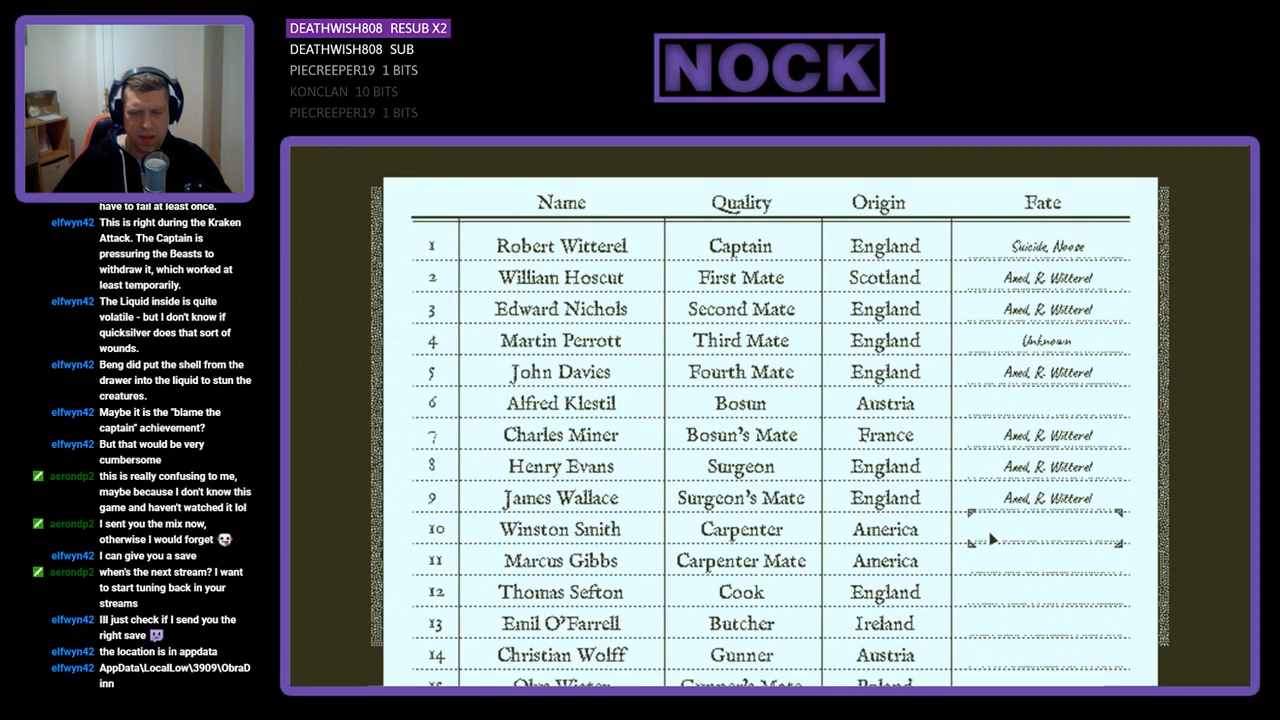 DEATHWISH808 RESUB X2
DEATHWISH808 SUB
PIECREEPER19 1 BITS
KONCLAN 10 BITS
PIECREEPER19 1 BITS
NOCK
have to fail at least once.
elfwyn42 This is right during the Kraken
Attack. The Captain is
pressuring the Beasts to
withdraw it, which worked at
least temporarily.
elfwyn42 The Liquid inside is quite
volatile - but I don't know if
quicksilver does that sort of
wounds.
elfwyn42 Beng did put the shell from the
drawer into the liquid to stun the
creatures.
elfwyn42 Maybe it is the "blame the
captain" achievement?
elfwyn42 But that would be very
cumbersome
aerondp2 this is really confusing to me,
maybe because I don't know this
game and haven't watched it lol
aerondp2 I sent you the mix now,
otherwise I would forget
elfwyn42 I can give you a save
aerondp2 when's the next stream? I want
to start tuning back in your
streams
elfwyn42 Ill just check if I send you the
right save
elfwyn42 the location is in appdata
elfwyn42 AppData\LocalLow\3909\ObraD
inn
Name Quality Origin Fate
1 Robert Witterel Captain England Suicide, Noose
2 William Hoscut First Mate Scotland Axed, R. Witterel
3 Edward Nichols Second Mate England Axed, R. Witterel
4 Martin Perrott Third Mate England Unknown
5 John Davies Fourth Mate England Axed, R. Witterel
6 Alfred Klestil Bosun Austria
7 Charles Miner Bosun's Mate France Axed, R. Witterel
8 Henry Evans Surgeon England Axed, R. Witterel
9 James Wallace Surgeon's Mate England Axed, R. Witterel
10 Winston Smith Carpenter America
11 Marcus Gibbs Carpenter Mate America
12 Thomas Sefton Cook England
13 Emil O'Farrell Butcher Ireland
14 Christian Wolff Gunner Austria
15 Olus Wiater Gunner's Mate Poland